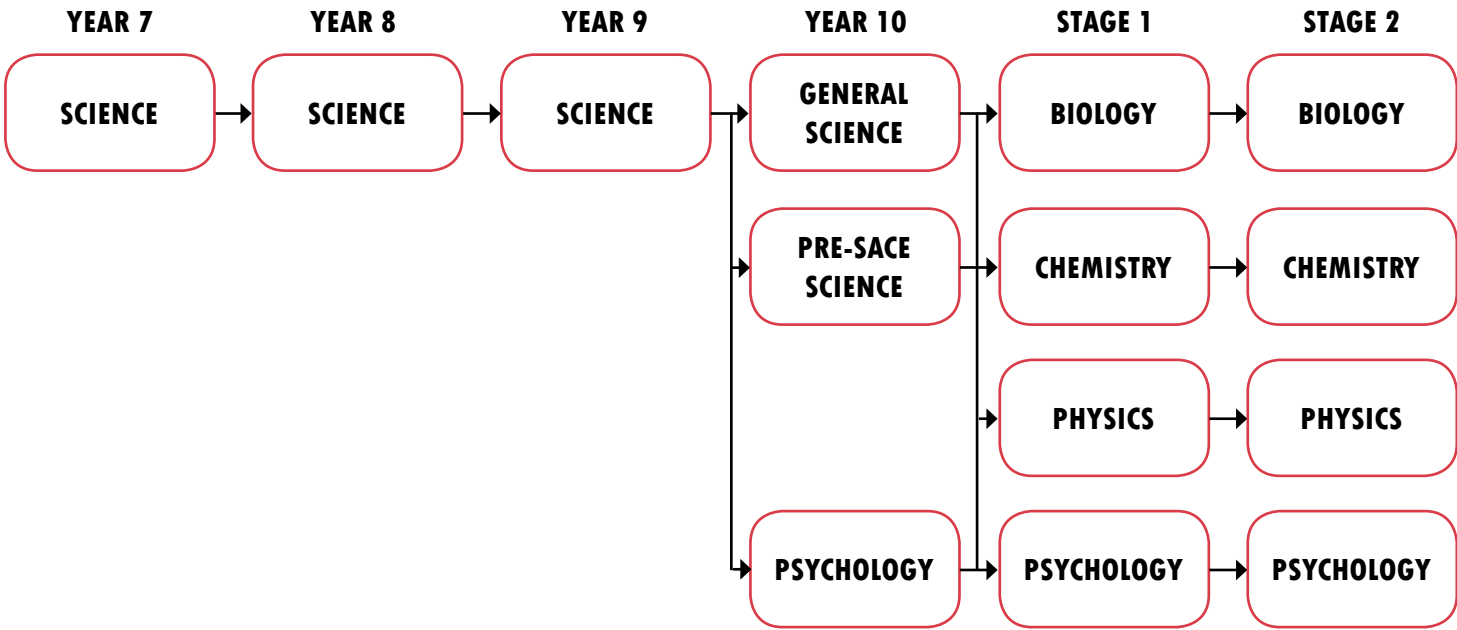 YEAR 7 YEAR 8 YEAR 9 YEAR 10 STAGE 1 STAGE 2
SCIENCE
SCIENCE
SCIENCE
GENERAL
SCIENCE
BIOLOGY
BIOLOGY
PRE-SACE
SCIENCE
CHEMISTRY
CHEMISTRY
PHYSICS
PHYSICS
PSYCHOLOGY
PSYCHOLOGY
PSYCHOLOGY